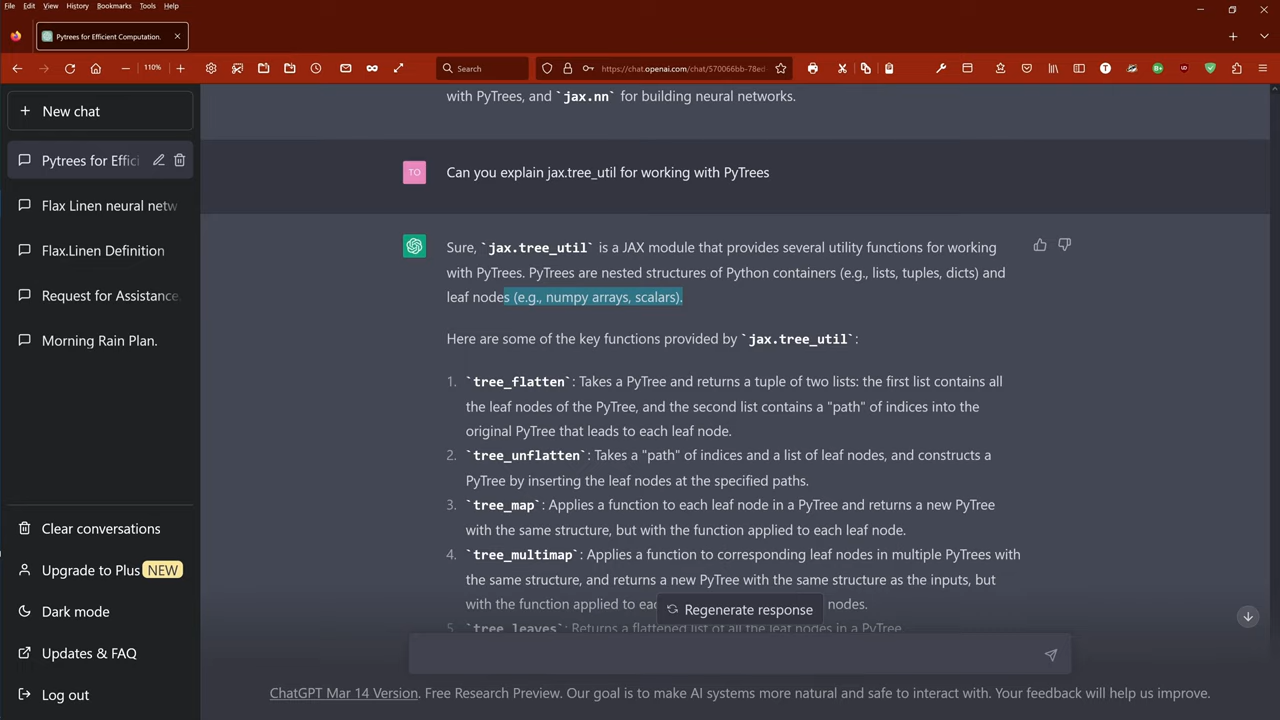 File Edit View History Bookmarks Tools Help
Pytrees for Efficient Computation.
110%
Search
https://chat.openai.com/chat/570066bb-78ed
New chat
Pytrees for Effici
Flax Linen neural netw
Flax.Linen Definition
Request for Assistance.
Morning Rain Plan.
Clear conversations
Upgrade to Plus NEW
Dark mode
Updates & FAQ
Log out
with PyTrees, and `jax.nn` for building neural networks.
TO
Can you explain jax.tree_util for working with PyTrees
Sure, `jax.tree_util` is a JAX module that provides several utility functions for working
with PyTrees. PyTrees are nested structures of Python containers (e.g., lists, tuples, dicts) and
leaf nodes (e.g., numpy arrays, scalars).
Here are some of the key functions provided by `jax.tree_util`:
1. `tree_flatten`: Takes a PyTree and returns a tuple of two lists: the first list contains all
the leaf nodes of the PyTree, and the second list contains a "path" of indices into the
original PyTree that leads to each leaf node.
2. `tree_unflatten`: Takes a "path" of indices and a list of leaf nodes, and constructs a
PyTree by inserting the leaf nodes at the specified paths.
3. `tree_map`: Applies a function to each leaf node in a PyTree and returns a new PyTree
with the same structure, but with the function applied to each leaf node.
4. `tree_multimap`: Applies a function to corresponding leaf nodes in multiple PyTrees with
the same structure, and returns a new PyTree with the same structure as the inputs, but
with the function applied to eac nodes.
Regenerate response
5. `tree_leaves`: Returns a flattened list of all the leaf nodes in a PyTree.
ChatGPT Mar 14 Version. Free Research Preview. Our goal is to make AI systems more natural and safe to interact with. Your feedback will help us improve.